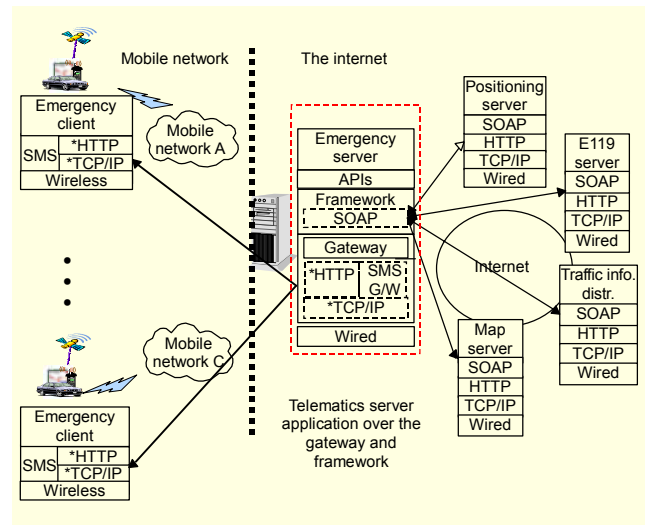 Mobile network
The internet
Emergency
client
SMS
*HTTP
*TCP/IP
Wireless
Mobile
network A
Emergency
server
APIs
Framework
SOAP
Gateway
*HTTP
SMS
G/W
*TCP/IP
Wired
Positioning
server
SOAP
HTTP
TCP/IP
Wired
E119
server
SOAP
HTTP
TCP/IP
Wired
Internet
Traffic info.
distr.
SOAP
HTTP
TCP/IP
Wired
Map
server
SOAP
HTTP
TCP/IP
Wired
Mobile
network C
Emergency
client
SMS
*HTTP
*TCP/IP
Wireless
Telematics server
application over the
gateway and
framework